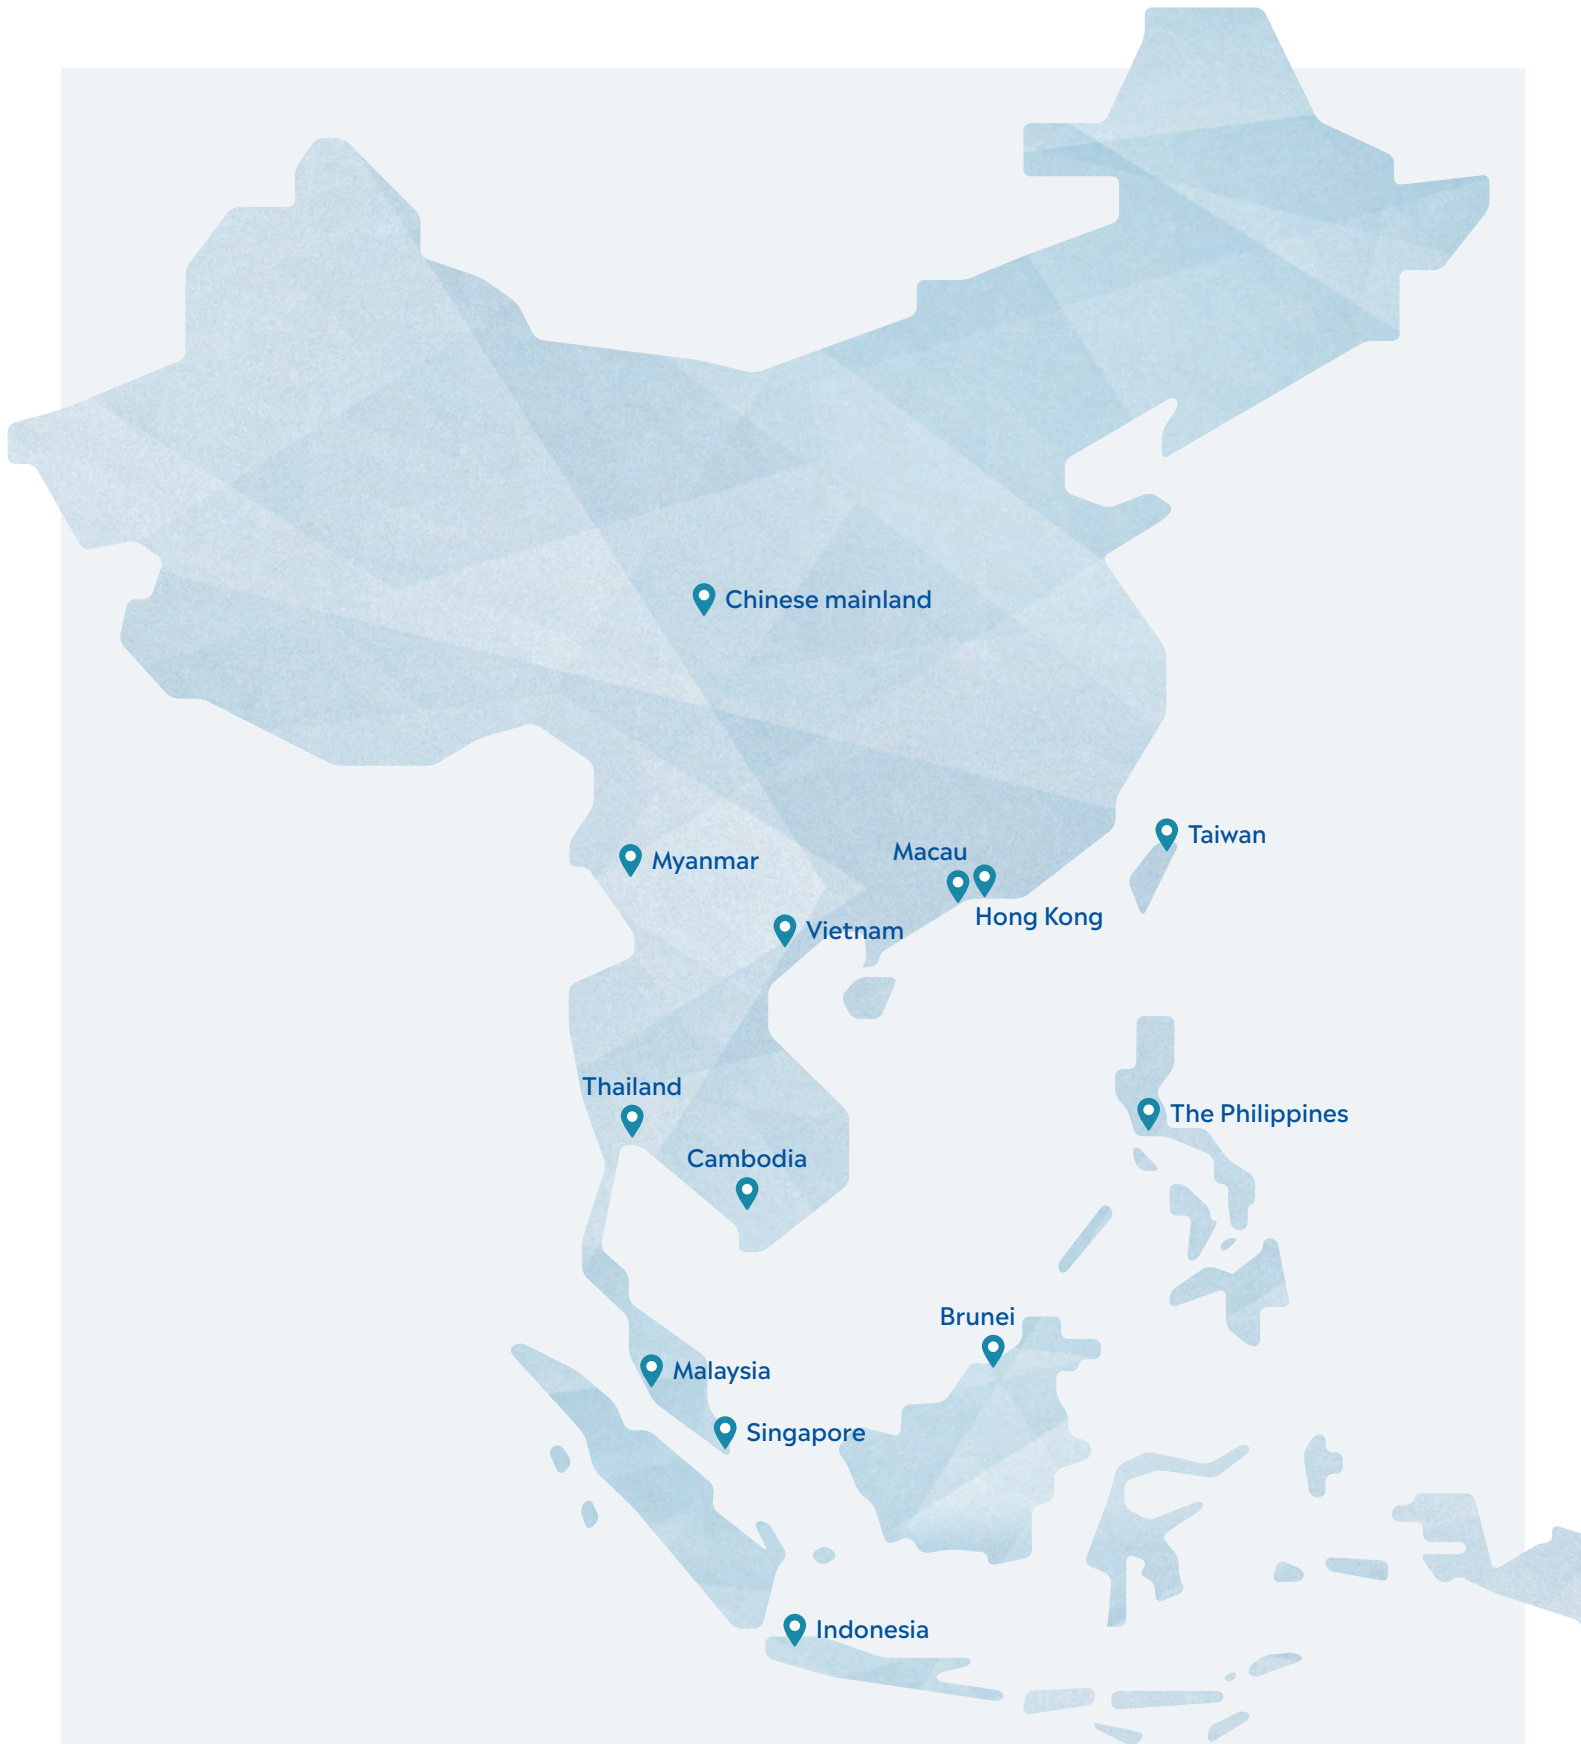 Chinese mainland
Taiwan
Macau
Myanmar
Hong Kong
Vietnam
Thailand
The Philippines
Cambodia
Brunei
Malaysia
Singapore
Indonesia